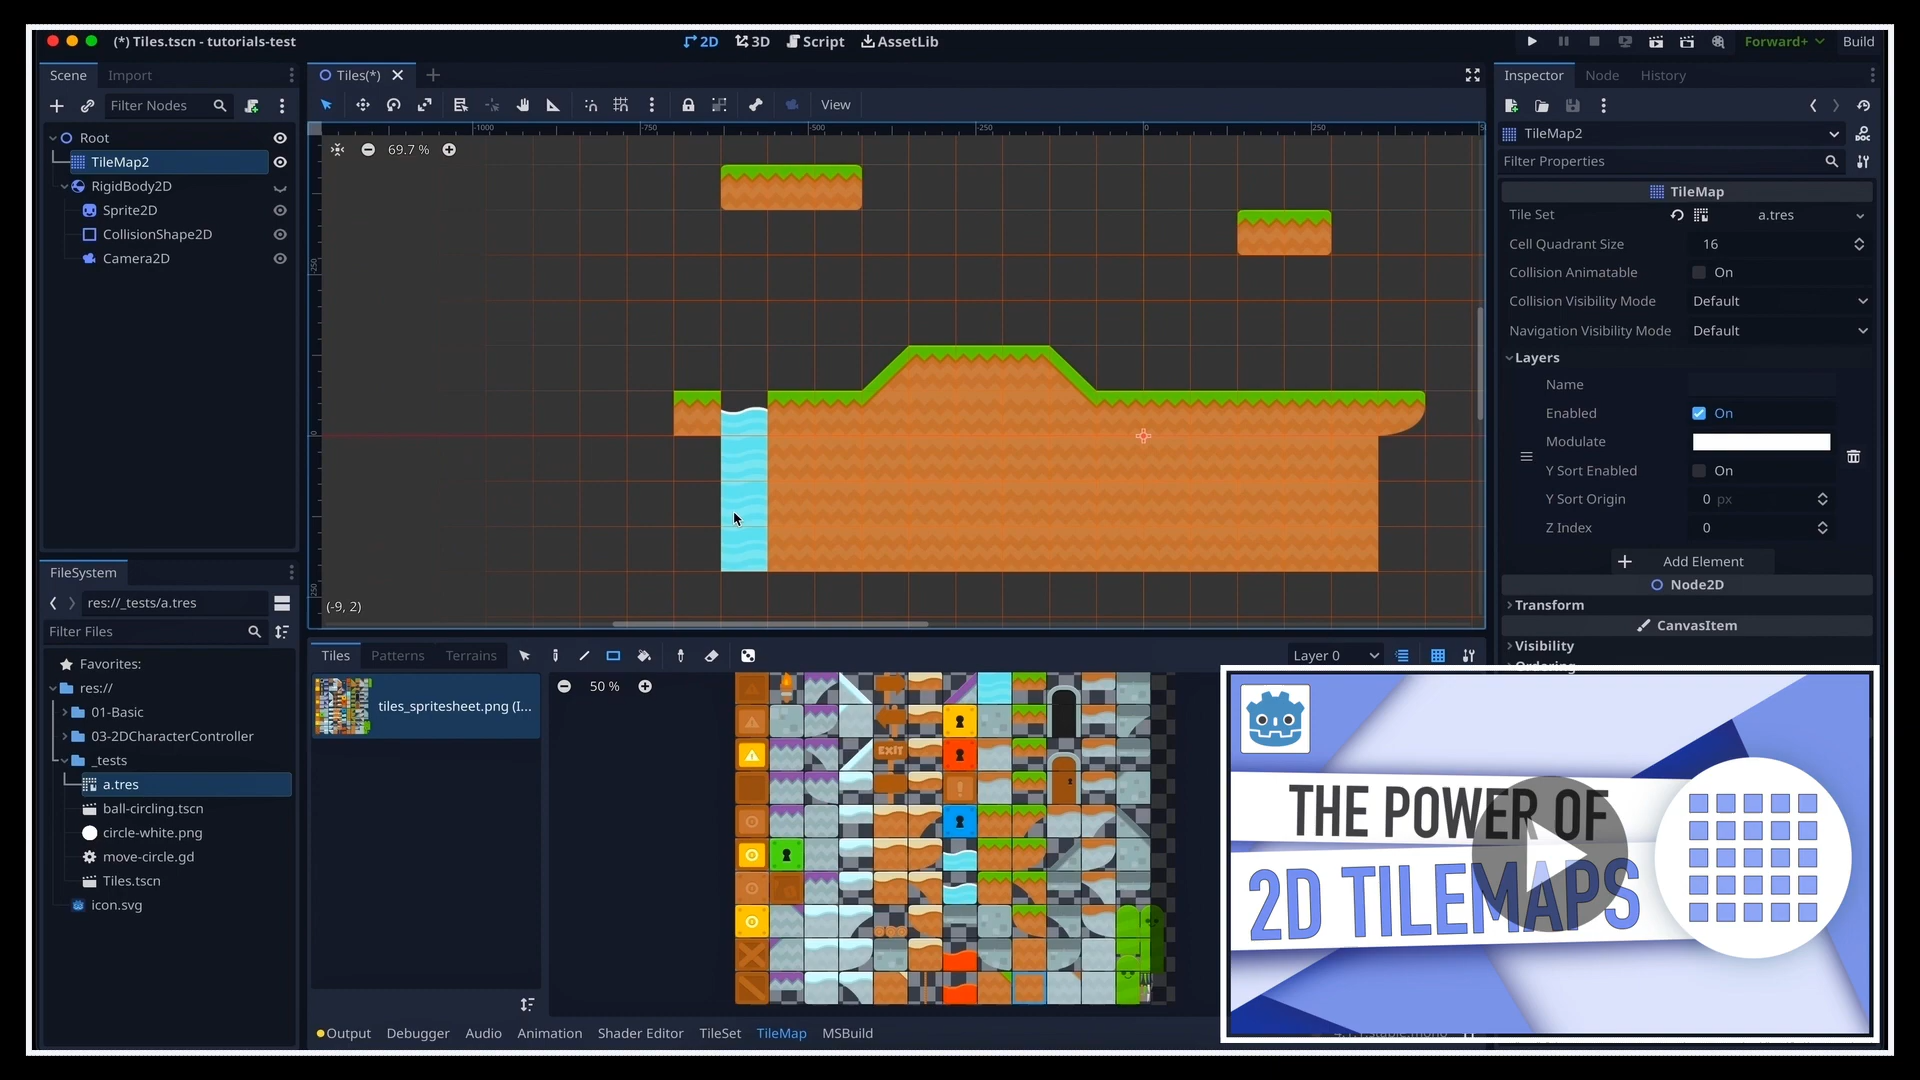 (*) Tiles.tscn - tutorials-test
2D
3D
Script
AssetLib
Forward+
Build
Scene
Import
Filter Nodes
Root
TileMap2
RigidBody2D
Sprite2D
CollisionShape2D
Camera2D
FileSystem
res://_tests/a.tres
Filter Files
Favorites:
res://
01-Basic
03-2DCharacterController
_tests
a.tres
ball-circling.tscn
circle-white.png
move-circle.gd
Tiles.tscn
icon.svg
Tiles(*)
View
-1000
-750
-500
-250
0
250
69.7 %
(-9, 2)
Tiles
Patterns
Terrains
Layer 0
tiles_spritesheet.png (I...
50 %
EXIT
Output
Debugger
Audio
Animation
Shader Editor
TileSet
TileMap
MSBuild
Inspector
Node
History
TileMap2
Filter Properties
TileMap
Tile Set
a.tres
Cell Quadrant Size
16
Collision Animatable
On
Collision Visibility Mode
Default
Navigation Visibility Mode
Default
Layers
Name
Enabled
On
Modulate
Y Sort Enabled
On
Y Sort Origin
0 px
Z Index
0
Add Element
Node2D
Transform
CanvasItem
Visibility
THE POWER OF
2D TILEMAPS